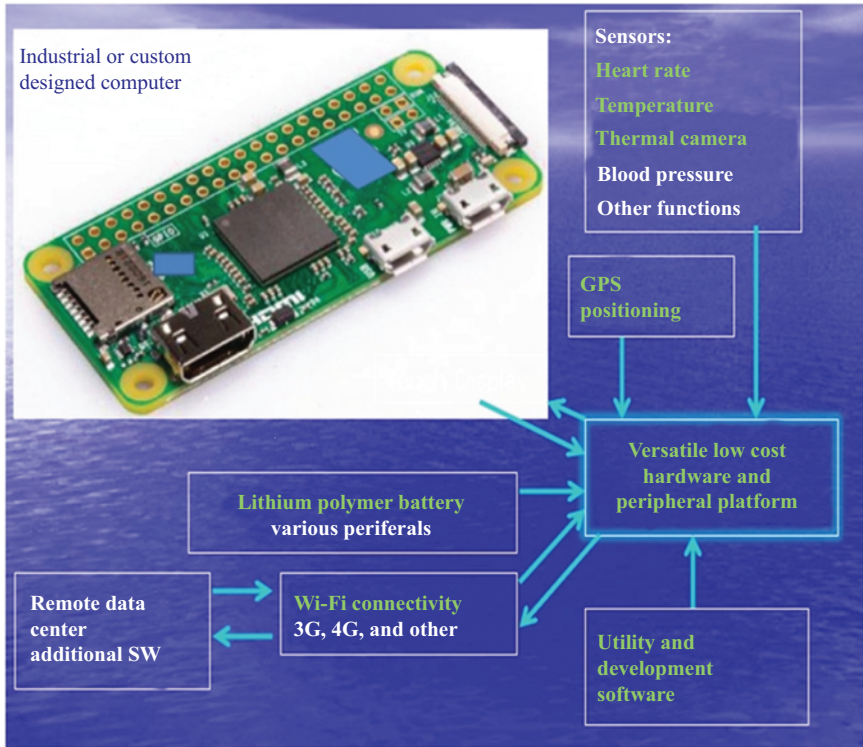 Industrial or custom
designed computer
Sensors:
Heart rate
Temperature
Thermal camera
Blood pressure
Other functions
GPS
positioning
Versatile low cost
hardware and
peripheral platform
Lithium polymer battery
various periferals
Remote data
center
additional SW
Wi-Fi connectivity
3G, 4G, and other
Utility and
development
software
GPIO